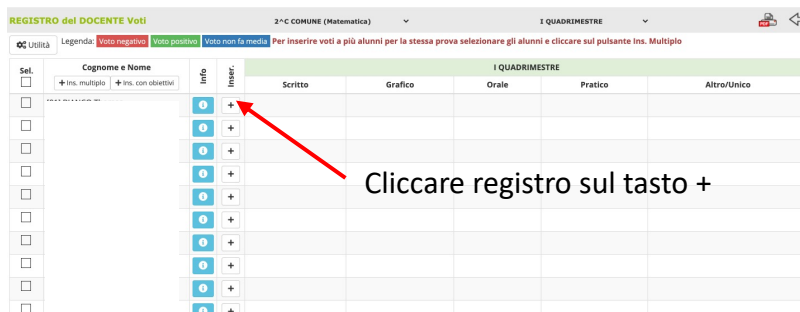 REGISTRO del DOCENTE Voti 2^C COMUNE (Matematica) I QUADRIMESTRE
Utilità Legenda: Voto negativo Voto positivo Voto non fa media Per inserire voti a più alunni per la stessa prova selezionare gli alunni e cliccare sul pulsante Ins. Multiplo
Sel. Cognome e Nome Info Inser. I QUADRIMESTRE
+ Ins. multiplo + Ins. con obiettivi Scritto Grafico Orale Pratico Altro/Unico
Cliccare registro sul tasto +